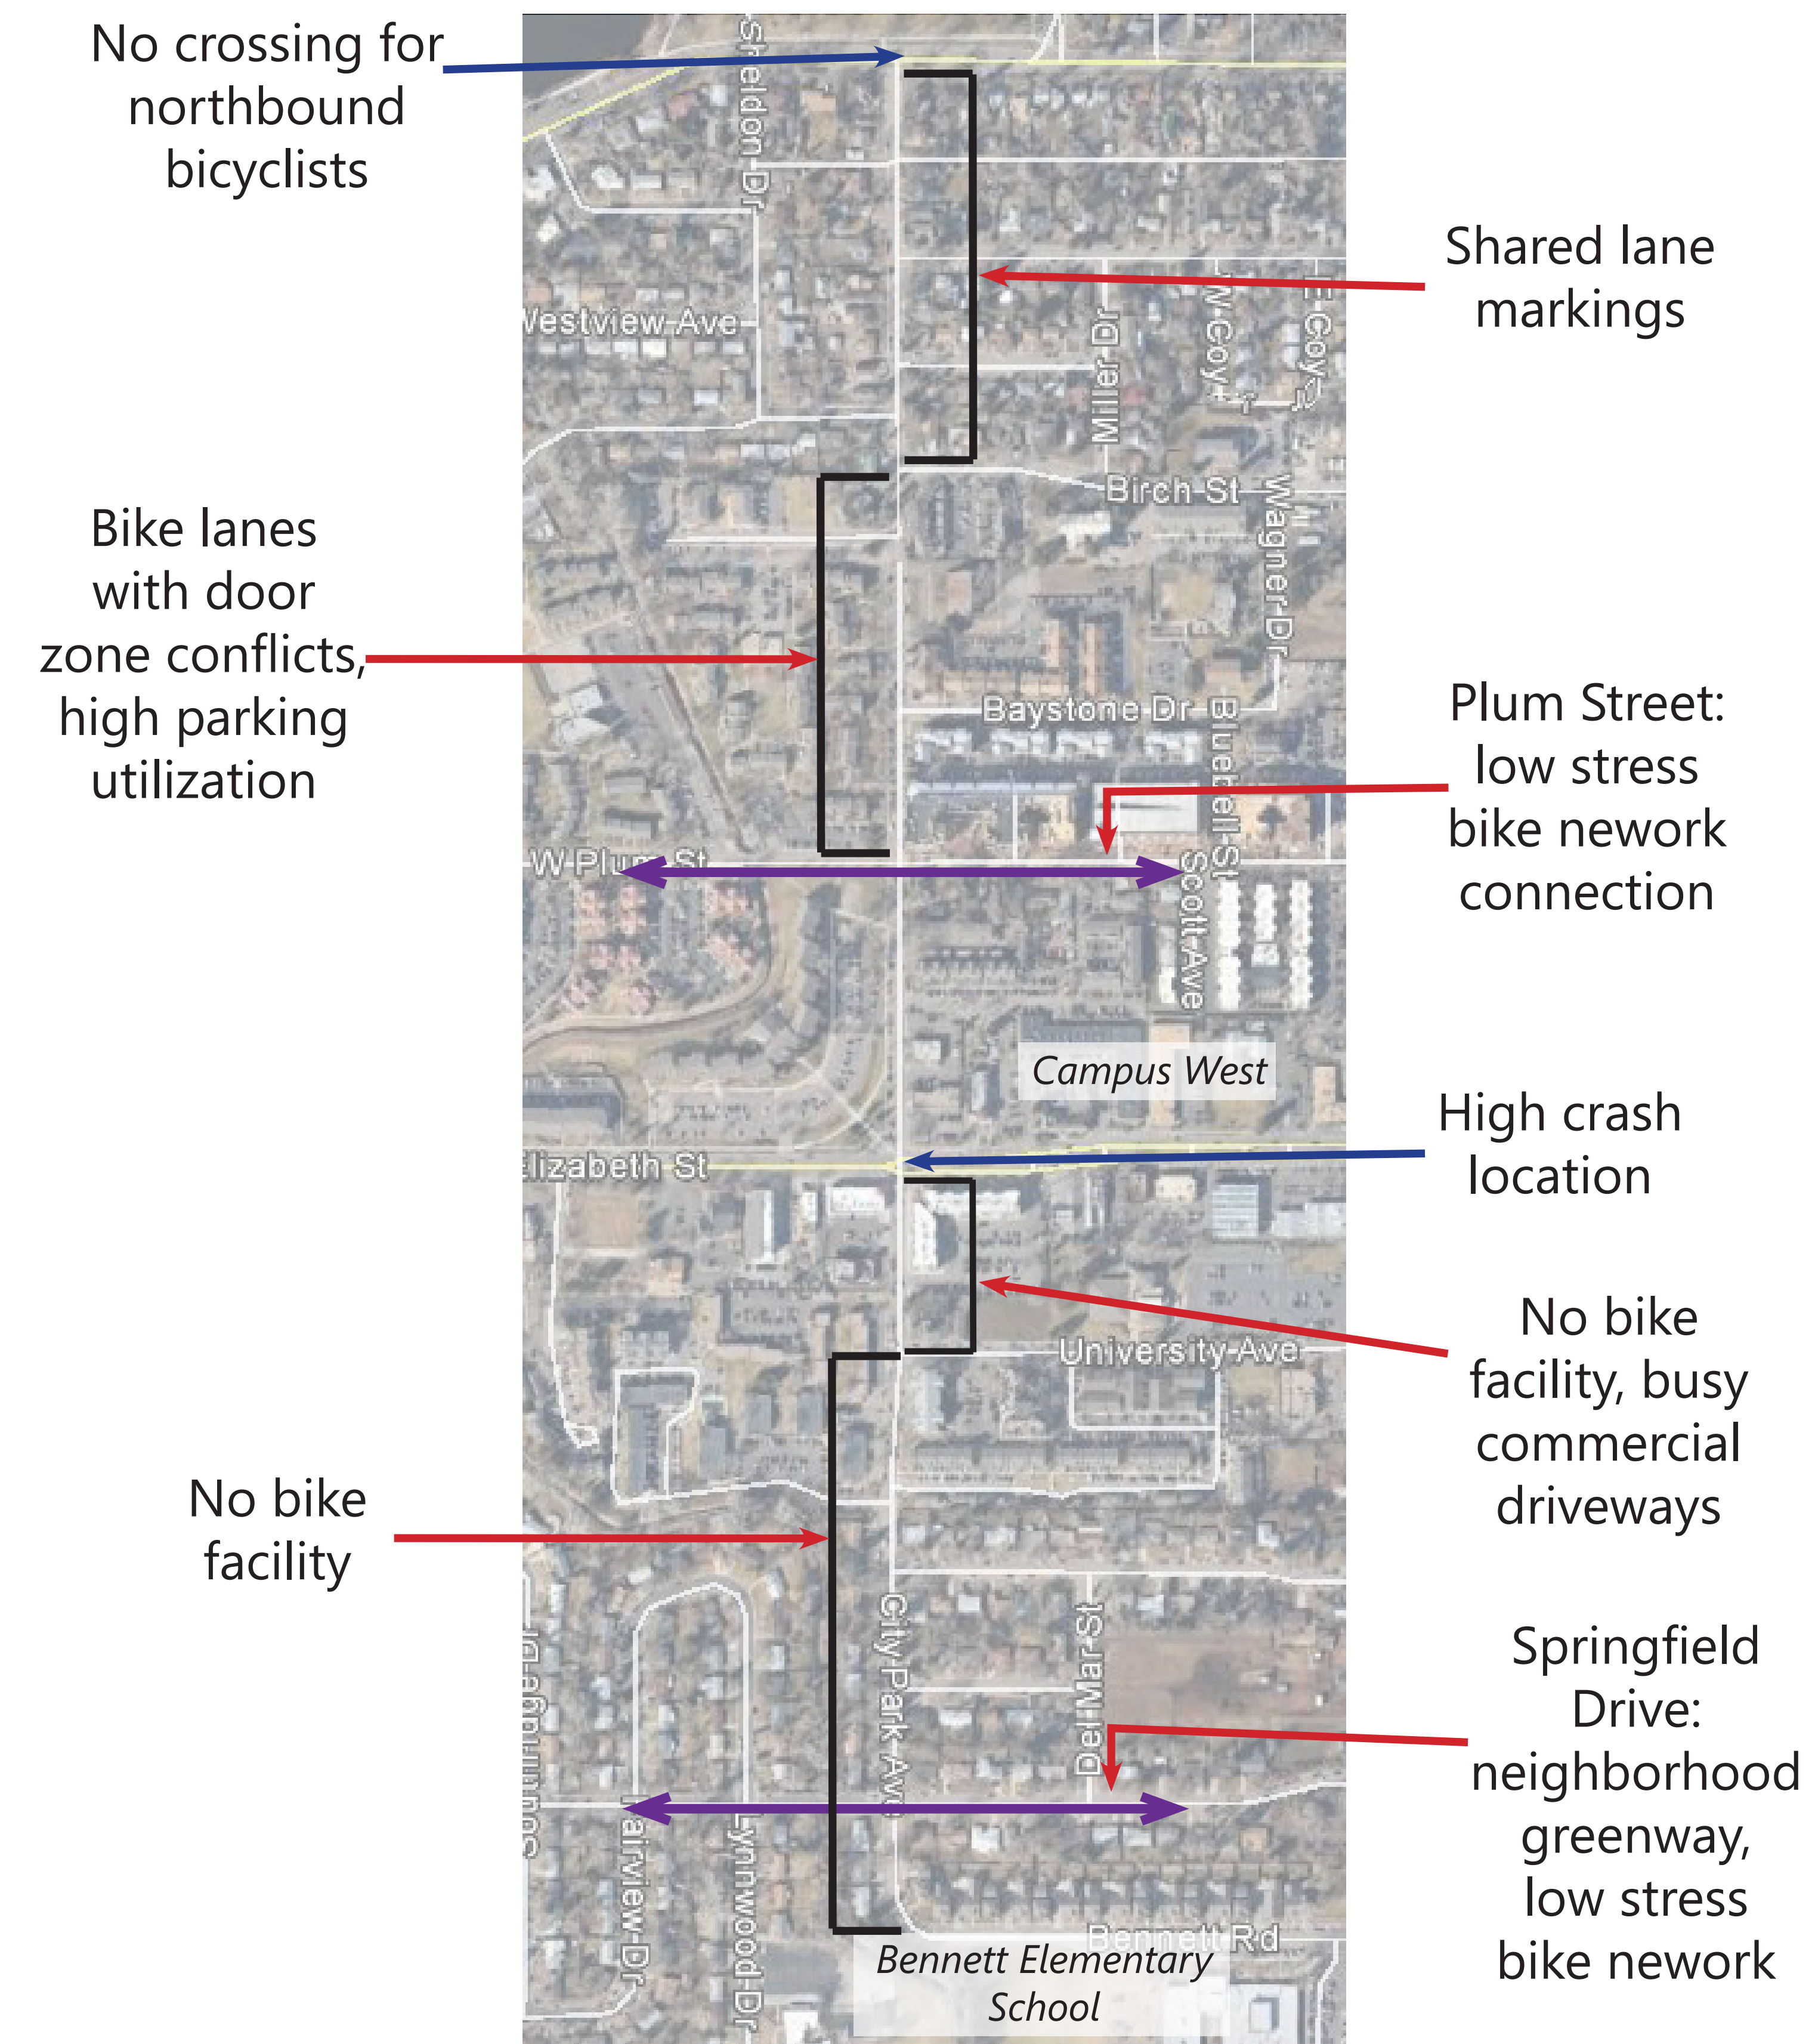 No crossing for
northbound
bicyclists
Sheldon Dr
Shared lane
markings
Westview Ave
Miller Dr
W Coy
E Coy
Birch St
Wagner Dr
Bike lanes
with door
zone conflicts,
high parking
utilization
Baystone Dr
Bluebell St
Plum Street:
low stress
bike nework
connection
W Plum St
Scott Ave
Campus West
High crash
location
Elizabeth St
No bike
facility, busy
commercial
driveways
University Ave
No bike
facility
City Park Ave
Del Mar St
Springfield
Drive:
neighborhood
greenway,
low stress
bike nework
Fairview Dr
Lynnwood Dr
Bennett Rd
Bennett Elementary
School